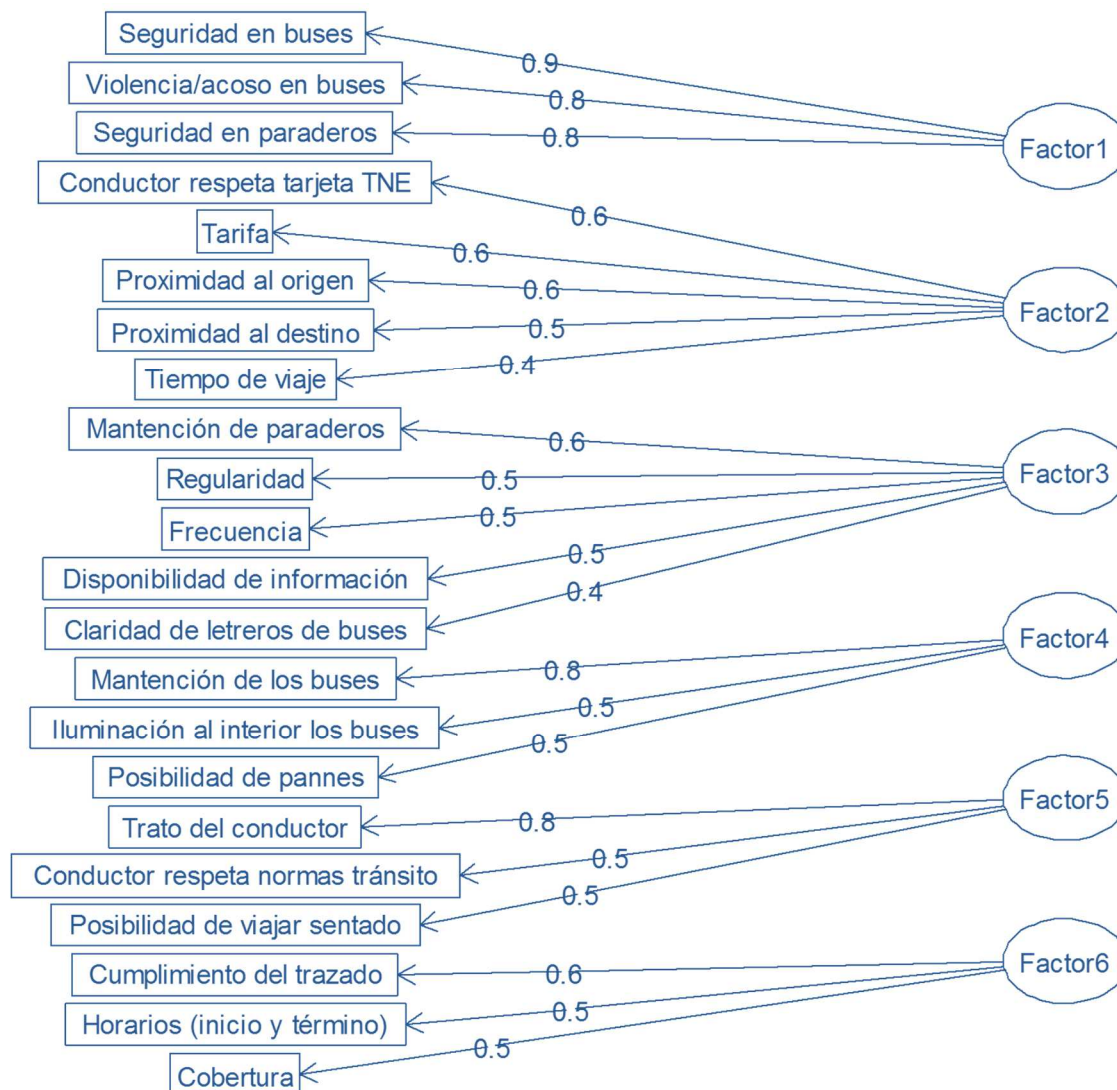 Seguridad en buses
0.9
Violencia/acoso en buses
0.8
Seguridad en paraderos
0.8
Factor1
Conductor respeta tarjeta TNE
0.6
Tarifa
0.6
Proximidad al origen
0.6
Factor2
Proximidad al destino
0.5
Tiempo de viaje
0.4
Mantención de paraderos
0.6
Factor3
Regularidad
0.5
Frecuencia
0.5
Disponibilidad de información
0.5
Claridad de letreros de buses
0.4
Factor4
Mantención de los buses
0.8
Iluminación al interior los buses
0.5
Posibilidad de pannes
0.5
Factor5
Trato del conductor
0.8
Conductor respeta normas tránsito
0.5
Posibilidad de viajar sentado
0.5
Factor6
Cumplimiento del trazado
0.6
Horarios (inicio y término)
0.5
Cobertura
0.5